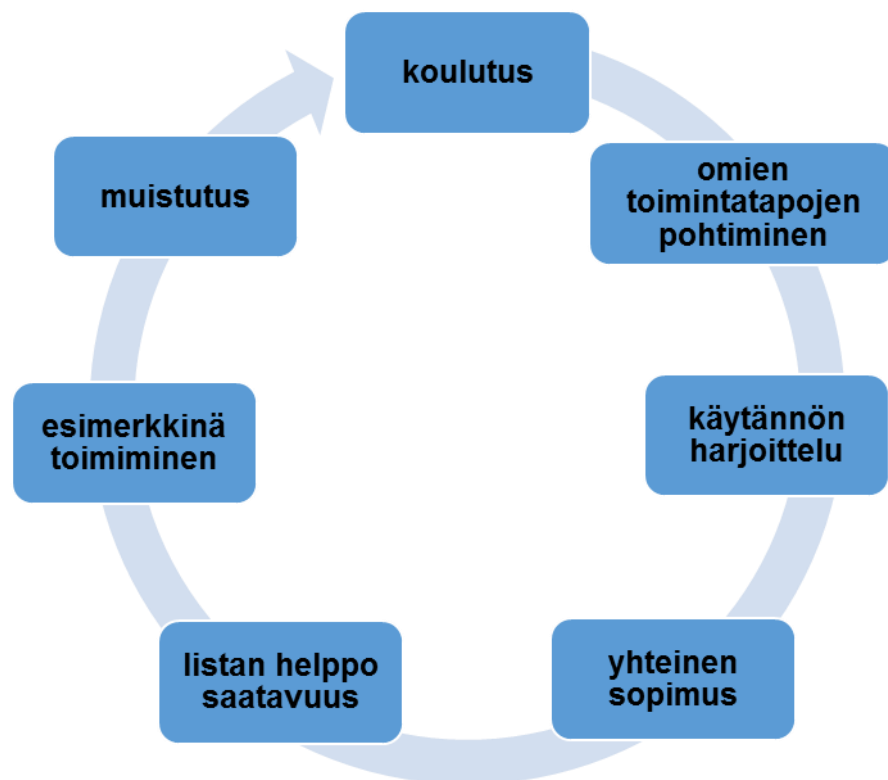 koulutus
omien
toimintatapojen
pohtiminen
käytännön
harjoittelu
yhteinen
sopimus
listan helppo
saatavuus
esimerkkinä
toimiminen
muistutus